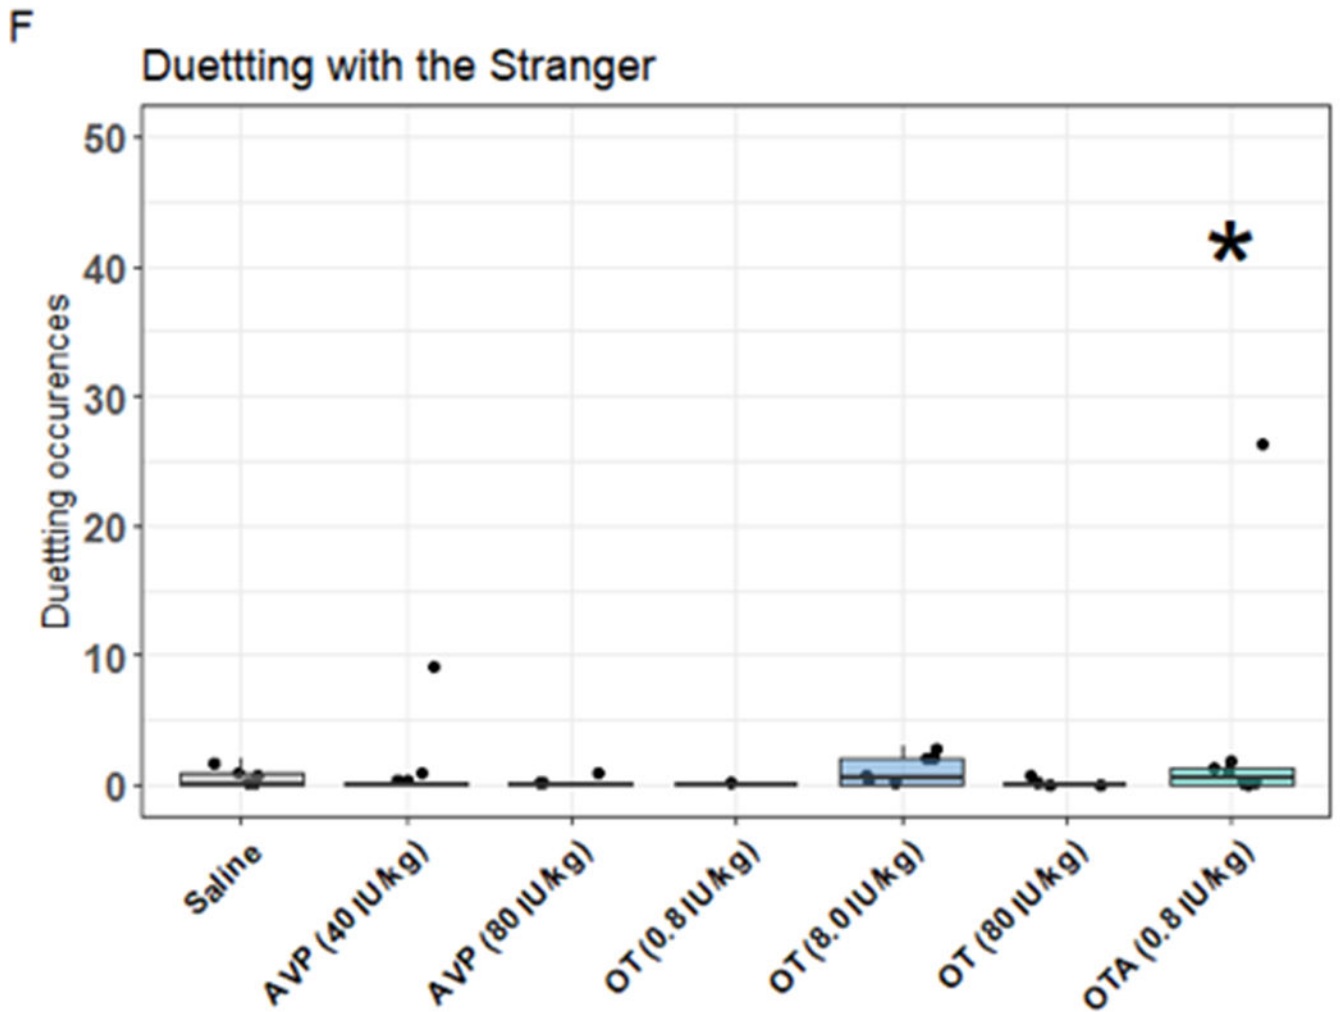 F
Duettting with the Stranger
Duettting occurences
50
40
30
20
10
0
*
Saline
AVP (40 IU/kg)
AVP (80 IU/kg)
OT (0.8 IU/kg)
OT (8.0 IU/kg)
OT (80 IU/kg)
OTA (0.8 IU/kg)